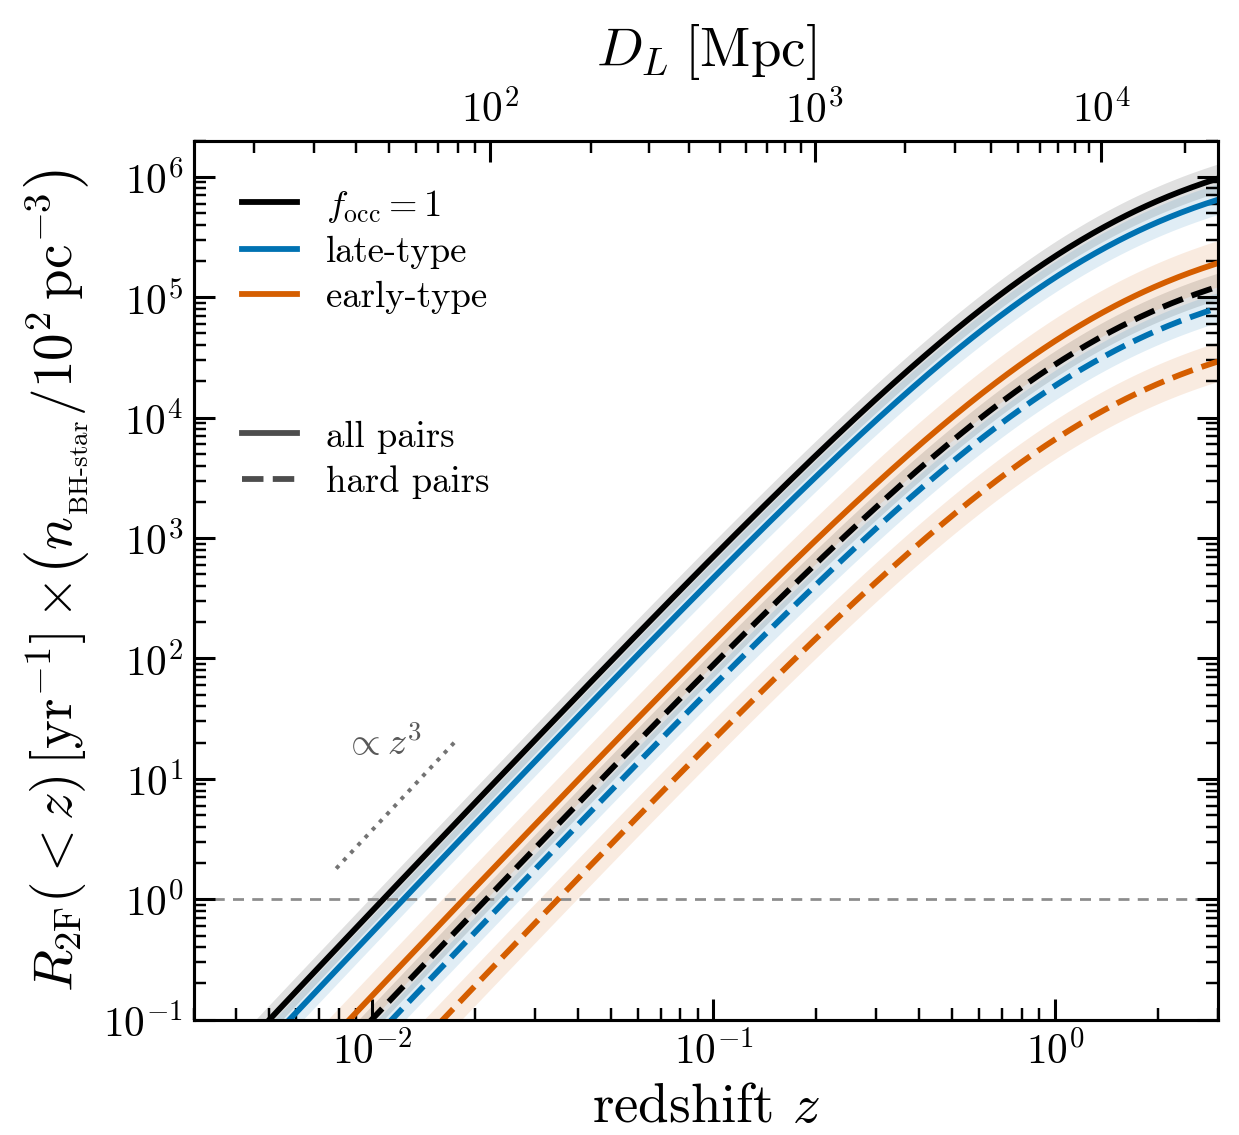 D_L [Mpc]
10^2 10^3 10^4
R_2F(< z) [yr^−1] × (n_BH-star/10^2 pc^−3)
10^6
10^5
10^4
10^3
10^2
10^1
10^0
10^−1
f_occ = 1
late-type
early-type
all pairs
hard pairs
∝ z^3
10^−2 10^−1 10^0
redshift z